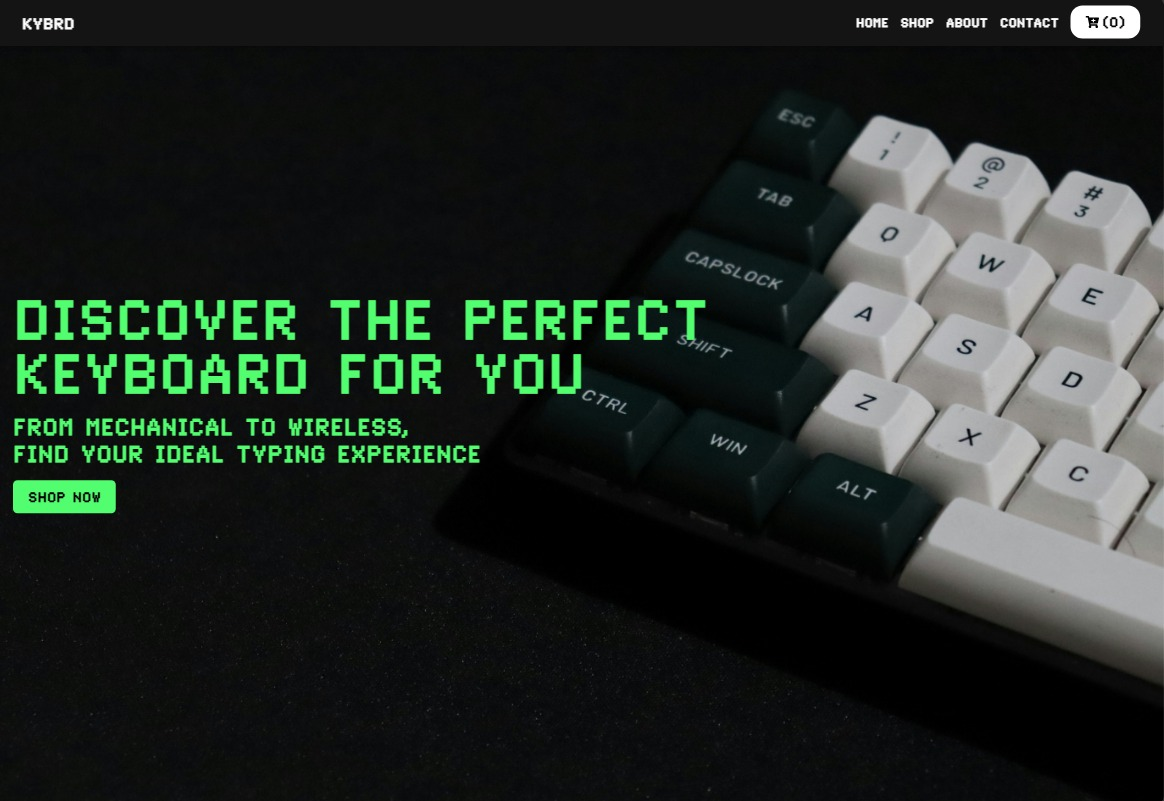 KYBRD
HOME SHOP ABOUT CONTACT (0)
ESC
! 1
@ 2
# 3
TAB
Q
W
E
CAPSLOCK
A
S
D
DISCOVER THE PERFECT
KEYBOARD FOR YOU
SHIFT
Z
X
C
CTRL
WIN
ALT
FROM MECHANICAL TO WIRELESS,
FIND YOUR IDEAL TYPING EXPERIENCE
SHOP NOW